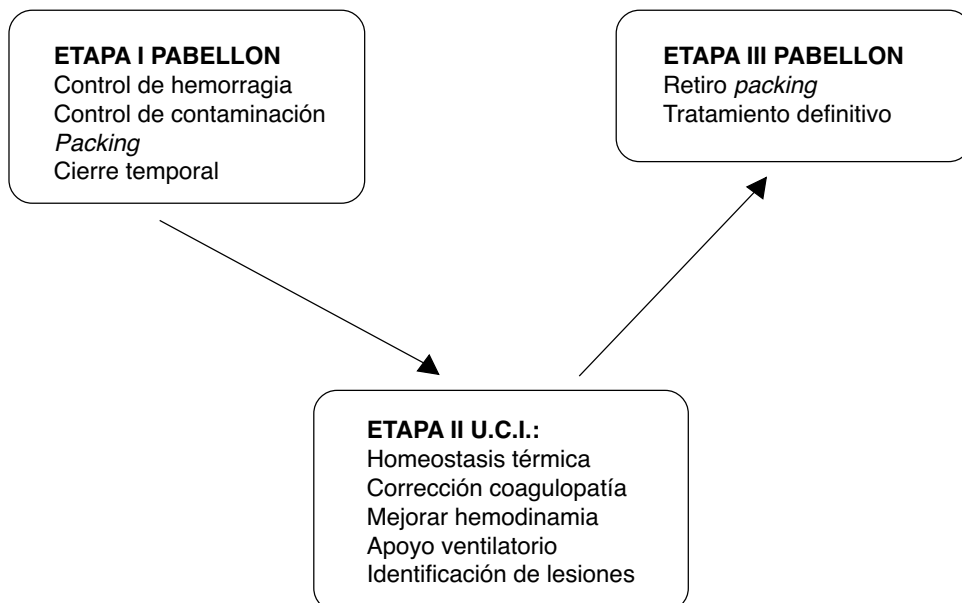 ETAPA I PABELLON
Control de hemorragia
Control de contaminación
Packing
Cierre temporal
ETAPA III PABELLON
Retiro packing
Tratamiento definitivo
ETAPA II U.C.I.:
Homeostasis térmica
Corrección coagulopatía
Mejorar hemodinamia
Apoyo ventilatorio
Identificación de lesiones